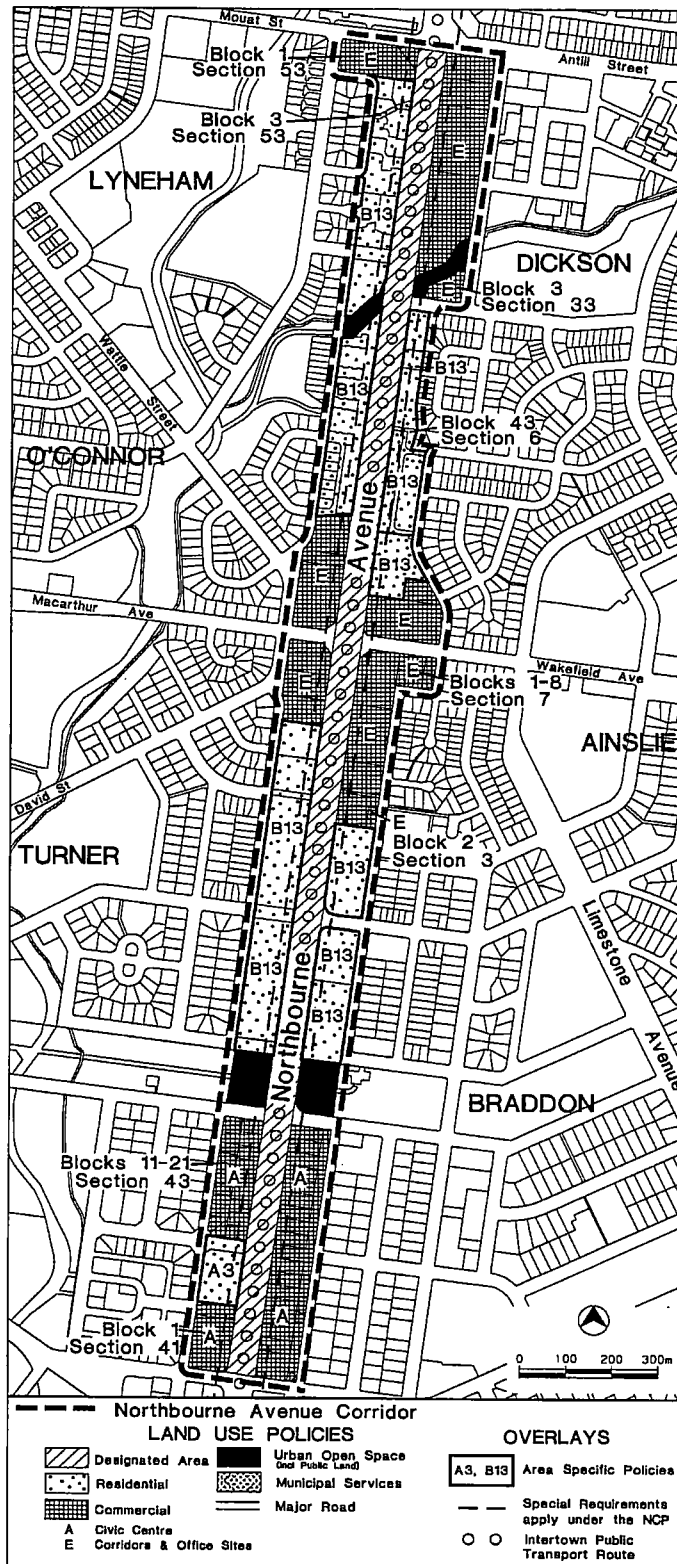 Mouat St
Antill Street
Block 1
Section 53
E
Block 3
Section 53
E
LYNEHAM
B13
DICKSON
E
Block 3
Section 33
Wattle
Street
B13
B13
Block 43
Section 6
O'CONNOR
B13
Avenue
B13
E
E
Macarthur Ave
E
Wakefield Ave
E
Blocks 1-8
Section 7
E
AINSLIE
David St
E
Block 2
Section 3
TURNER
B13
B13
Limestone
Avenue
B13
B13
B13
Northbourne
BRADDON
Blocks 11-21
Section 43
A
A
A3
Block 1
Section 41
A
A
0 100 200 300m
Northbourne Avenue Corridor
LAND USE POLICIES
Designated Area
Residential
Commercial
A Civic Centre
E Corridors & Office Sites
Urban Open Space
(Incl Public Land)
Municipal Services
Major Road
OVERLAYS
A3, B13 Area Specific Policies
Special Requirements
apply under the NCP
Intertown Public
Transport Route